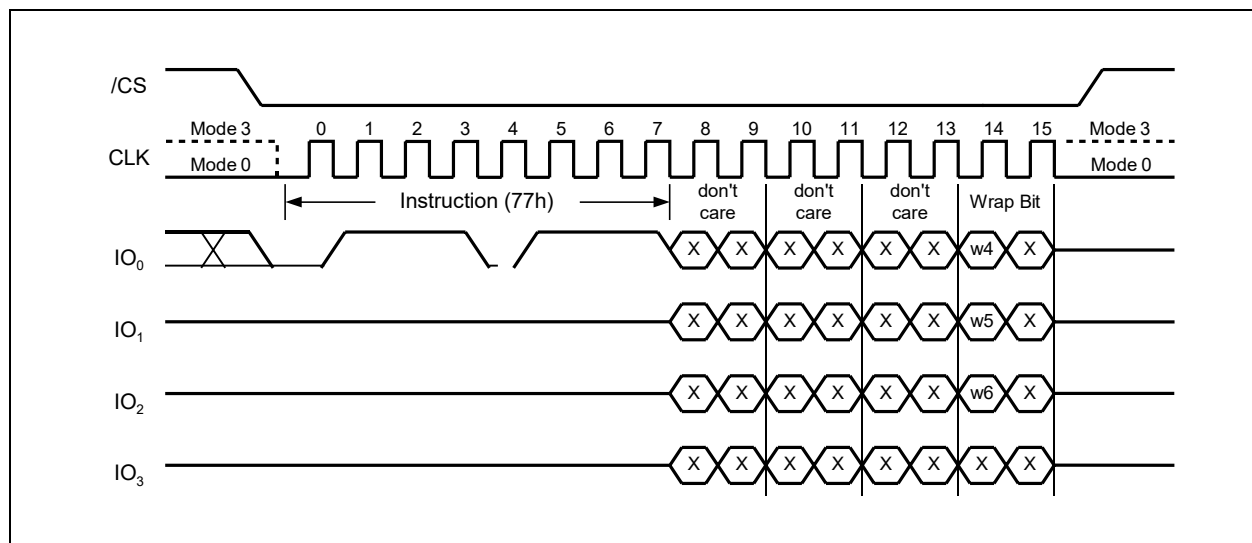 /CS
Mode 3 0 1 2 3 4 5 6 7 8 9 10 11 12 13 14 15 Mode 3
CLK
Mode 0 Mode 0
Instruction (77h) don't care don't care don't care Wrap Bit
IO0 X X X X X X w4 X
IO1 X X X X X X w5 X
IO2 X X X X X X w6 X
IO3 X X X X X X X X